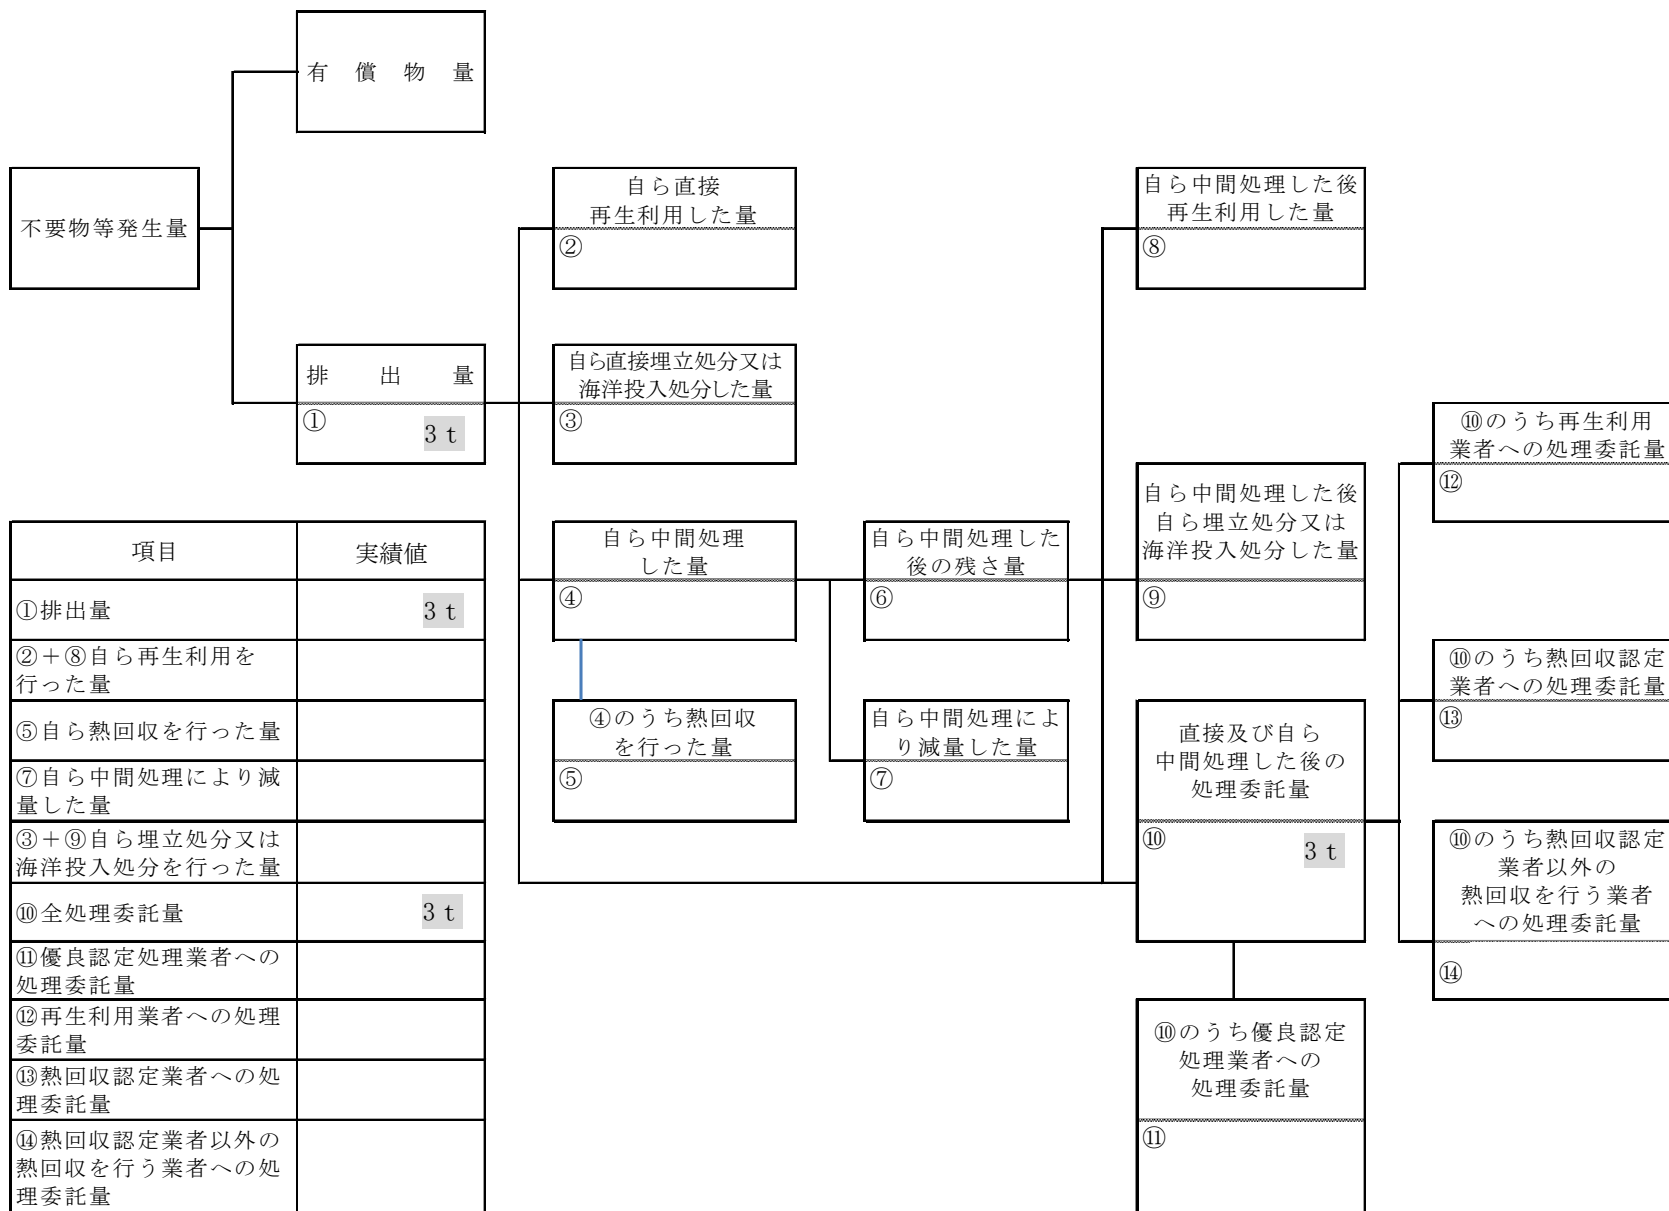 有償物量
不要物等発生量
排出量
①
3 t
自ら直接
再生利用した量
②
自ら直接埋立処分又は
海洋投入処分した量
③
自ら中間処理
した量
④
④のうち熱回収
を行った量
⑤
自ら中間処理した
後の残さ量
⑥
自ら中間処理によ
り減量した量
⑦
自ら中間処理した後
再生利用した量
⑧
自ら中間処理した後
自ら埋立処分又は
海洋投入処分した量
⑨
直接及び自ら
中間処理した後の
処理委託量
⑩
3 t
⑩のうち優良認定
処理業者への
処理委託量
⑪
⑩のうち再生利用
業者への処理委託量
⑫
⑩のうち熱回収認定
業者への処理委託量
⑬
⑩のうち熱回収認定
業者以外の
熱回収を行う業者
への処理委託量
⑭
項目 実績値
①排出量 3 t
②＋⑧自ら再生利用を
行った量
⑤自ら熱回収を行った量
⑦自ら中間処理により減
量した量
③＋⑨自ら埋立処分又は
海洋投入処分を行った量
⑩全処理委託量 3 t
⑪優良認定処理業者への
処理委託量
⑫再生利用業者への処理
委託量
⑬熱回収認定業者への処
理委託量
⑭熱回収認定業者以外の
熱回収を行う業者への処
理委託量